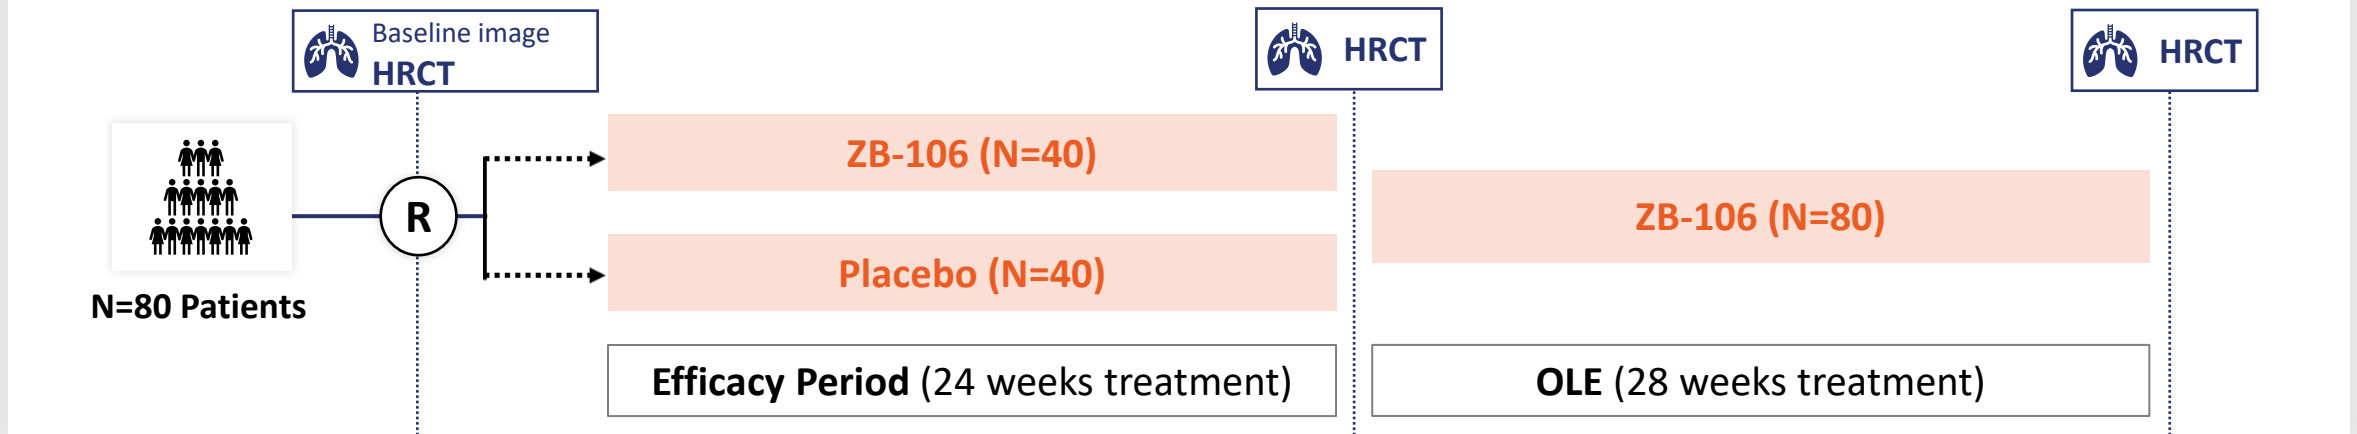 Baseline image
HRCT
HRCT
HRCT
ZB-106 (N=40)
R
ZB-106 (N=80)
Placebo (N=40)
N=80 Patients
Efficacy Period (24 weeks treatment)
OLE (28 weeks treatment)